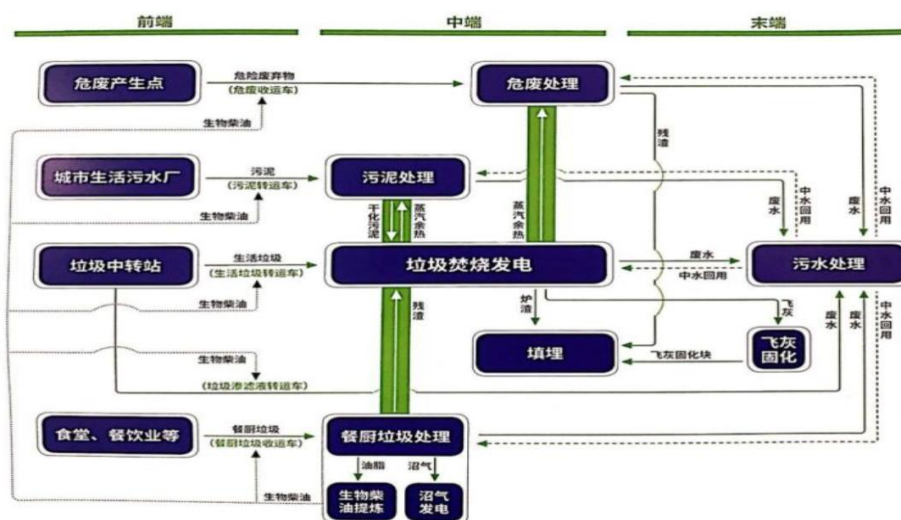 前端
中端
末端
危废产生点
危险废弃物
(危废收运车)
危废处理
生物柴油
残渣
城市生活污水厂
污泥
(污泥转运车)
污泥处理
中水回用
废水
废水
中水回用
生物柴油
干化污泥
蒸汽余热
蒸汽余热
垃圾中转站
生活垃圾
(生活垃圾转运车)
垃圾焚烧发电
废水
中水回用
污水处理
生物柴油
残渣
炉渣
飞灰
废水
废水
中水回用
填埋
飞灰固化块
飞灰
固化
生物柴油
(垃圾渗滤液转运车)
食堂、餐饮业等
餐厨垃圾
(餐厨垃圾收运车)
餐厨垃圾处理
油脂
沼气
生物柴油
生物柴
油提炼
沼气
发电